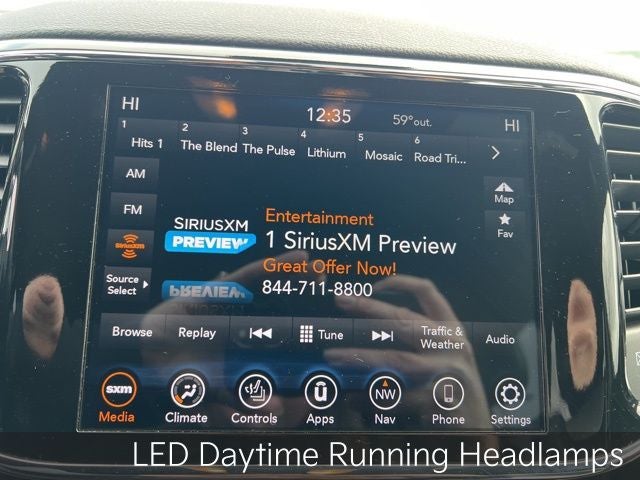 HI 12:35 59°out. HI
1 2 3 4 5 6
Hits 1 The Blend The Pulse Lithium Mosaic Road Tri...
AM
FM
SiriusXM
Source
Select
SIRIUSXM
PREVIEW
Entertainment
1 SiriusXM Preview
Great Offer Now!
844-711-8800
Map
Fav
Browse Replay Tune Traffic & Weather Audio
sxm NW
Media Climate Controls Apps Nav Phone Settings
LED Daytime Running Headlamps